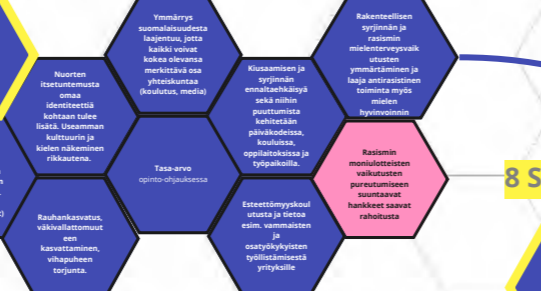 Ymmärrys
suomalaisuudesta
laajentuu, jotta
kaikki voivat
kokea olevansa
merkittävä osa
yhteiskuntaa
(koulutus, media)
Rakenteellisen
syrjinnän ja
rasismin
mielenterveysvaik
utusten
ymmärtäminen ja
laaja antirasistinen
toiminta myös
mielen
hyvinvoinnin
Nuorten
itsetuntemusta
omaa
identiteettiä
kohtaan tulee
lisätä. Useamman
kulttuurin ja
kielen näkeminen
rikkautena.
Kiusaamisen ja
syrjinnän
ennaltaehkäisyä
sekä niihin
puuttumista
kehitetään
päiväkodeissa,
kouluissa,
oppilaitoksissa ja
työpaikoilla.
Tasa-arvo
opinto-ohjauksessa
Rasismin
moniulotteisten
vaikutusten
pureutumiseen
suuntaavat
hankkeet saavat
rahoitusta
8 S
Rauhankasvatus,
väkivallattomuut
een
kasvattaminen,
vihapuheen
torjunta.
Esteettömyyskoul
utusta ja tietoa
esim. vammaisten
ja
osatyökykyisten
työllistämisestä
yrityksille